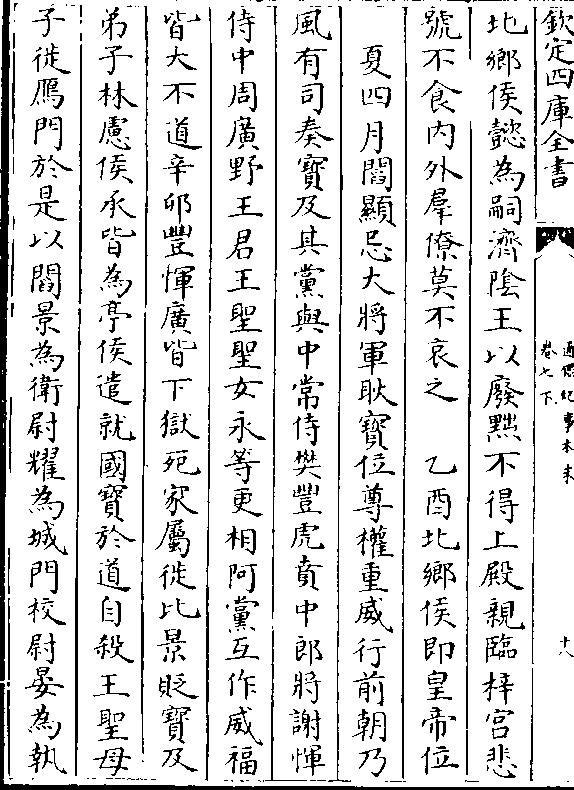 欽定四庫全書
通鑑紀事本末
卷七下
十八
北鄉侯懿為嗣濟陰王以廢黜不得上殿親臨梓宫悲
號不食内外羣僚莫不哀之　乙酉北鄉侯即皇帝位
夏四月閻顯忌大將軍耿寶位尊權重威行前朝乃
風有司奏寶及其黨與中常侍樊豐虎賁中郎將謝惲
侍中周廣野王君王聖聖女永等更相阿黨互作威福
皆大不道辛卯豐惲廣皆下獄死家屬徙比景貶寶及
弟子林慮侯承皆為亭侯遣就國寶於道自殺王聖母
子徙鴈門於是以閻景為衛尉耀為城門校尉晏為執